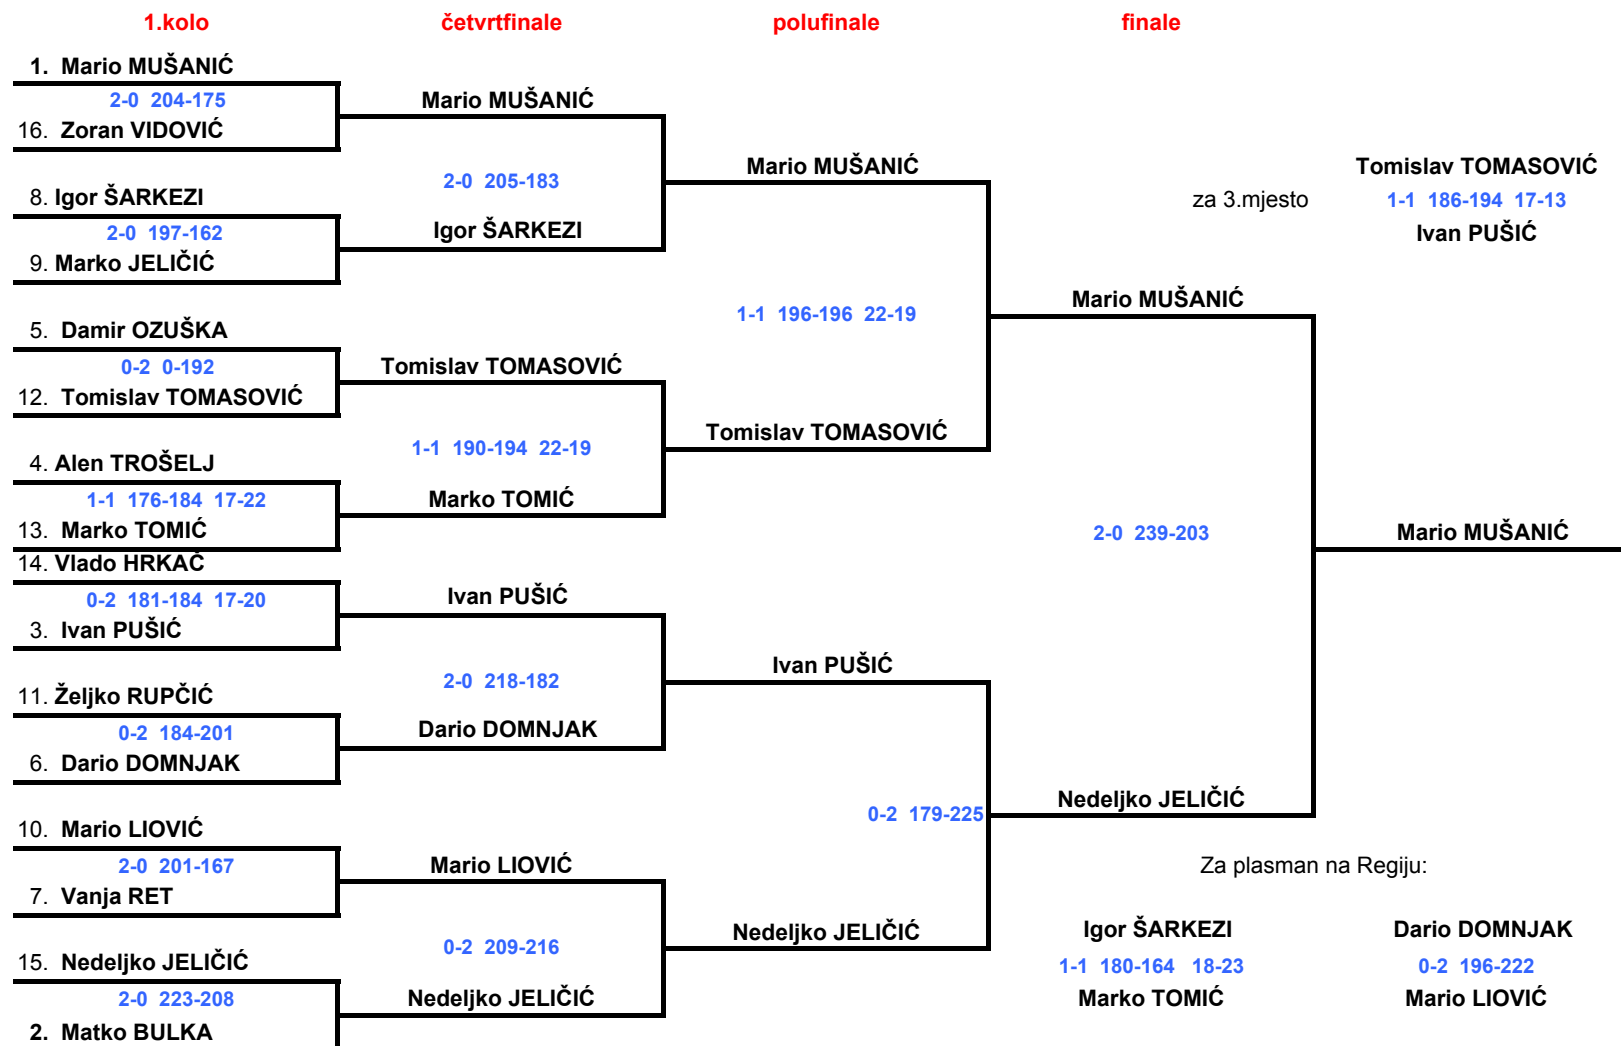 1.kolo
četvrtfinale
polufinale
finale
1. Mario MUŠANIĆ
2-0 204-175
16. Zoran VIDOVIĆ
8. Igor ŠARKEZI
2-0 197-162
9. Marko JELIČIĆ
5. Damir OZUŠKA
0-2 0-192
12. Tomislav TOMASOVIĆ
4. Alen TROŠELJ
1-1 176-184 17-22
13. Marko TOMIĆ
14. Vlado HRKAČ
0-2 181-184 17-20
3. Ivan PUŠIĆ
11. Željko RUPČIĆ
0-2 184-201
6. Dario DOMNJAK
10. Mario LIOVIĆ
2-0 201-167
7. Vanja RET
15. Nedeljko JELIČIĆ
2-0 223-208
2. Matko BULKA
Mario MUŠANIĆ
2-0 205-183
Igor ŠARKEZI
Tomislav TOMASOVIĆ
1-1 190-194 22-19
Marko TOMIĆ
Ivan PUŠIĆ
2-0 218-182
Dario DOMNJAK
Mario LIOVIĆ
0-2 209-216
Nedeljko JELIČIĆ
Mario MUŠANIĆ
1-1 196-196 22-19
Tomislav TOMASOVIĆ
Ivan PUŠIĆ
0-2 179-225
Nedeljko JELIČIĆ
Mario MUŠANIĆ
2-0 239-203
Nedeljko JELIČIĆ
Mario MUŠANIĆ
za 3.mjesto
Tomislav TOMASOVIĆ
1-1 186-194 17-13
Ivan PUŠIĆ
Za plasman na Regiju:
Igor ŠARKEZI
1-1 180-164 18-23
Marko TOMIĆ
Dario DOMNJAK
0-2 196-222
Mario LIOVIĆ